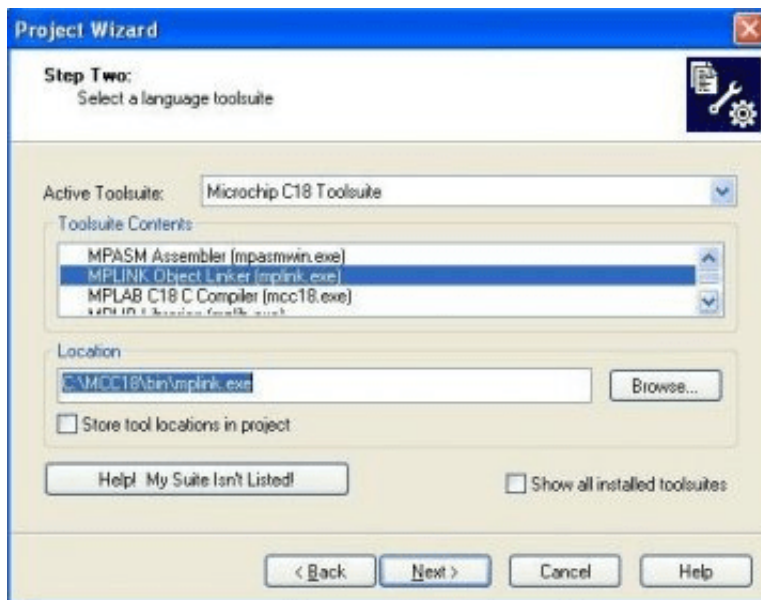 Project Wizard
Step Two:
Select a language toolsuite
Active Toolsuite: Microchip C18 Toolsuite
Toolsuite Contents
MPASM Assembler (mpasmwin.exe)
MPLINK Object Linker (mplink.exe)
MPLAB C18 C Compiler (mcc18.exe)
Location
C:\MCC18\bin\mplink.exe
Browse...
Store tool locations in project
Help! My Suite Isn't Listed!
Show all installed toolsuites
< Back
Next >
Cancel
Help